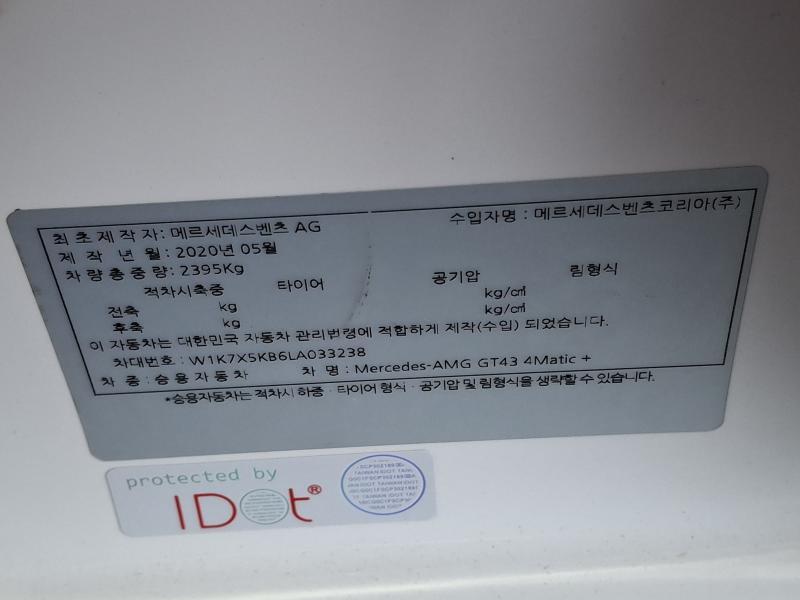 최초제작자: 메르세데스벤츠 AG
수입자명 : 메르세데스벤츠코리아(주)
제 작 년 월 : 2020년 05월
차 량 총 중 량 : 2395Kg
적차시축중 타이어 공기압 림형식
전축 kg kg/㎠
후축 kg kg/㎠
이 자동차는 대한민국 자동차 관리법령에 적합하게 제작(수입) 되었습니다.
차대번호 : W1K7X5KB6LA033238
차 종 : 승용자동차 차 명 : Mercedes-AMG GT43 4Matic +
*승용자동차는 적차시 하중 · 타이어 형식 · 공기압 및 림형식을 생략할 수 있습니다.
protected by
IDOt®